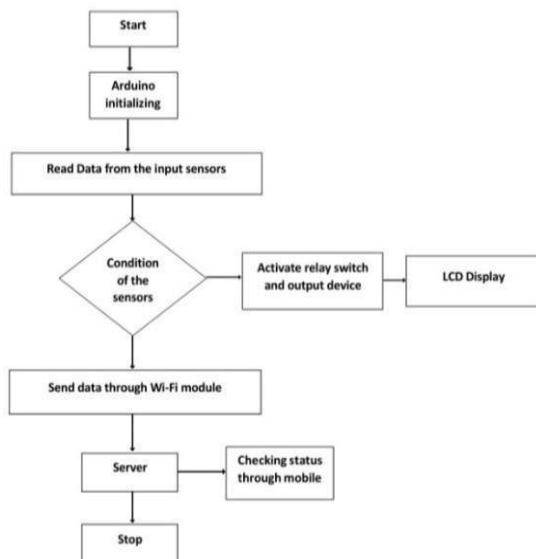 Start
Arduino
initializing
Read Data from the input sensors
Condition
of the
sensors
Activate relay switch
and output device
LCD Display
Send data through Wi-Fi module
Server
Checking status
through mobile
Stop